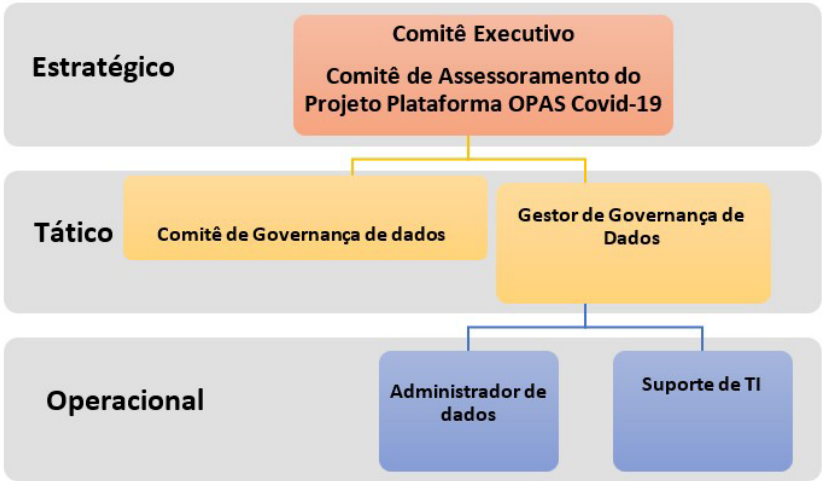 Estratégico
Comitê Executivo
Comitê de Assessoramento do
Projeto Plataforma OPAS Covid-19
Tático
Comitê de Governança de dados
Gestor de Governança de
Dados
Operacional
Administrador de
dados
Suporte de TI